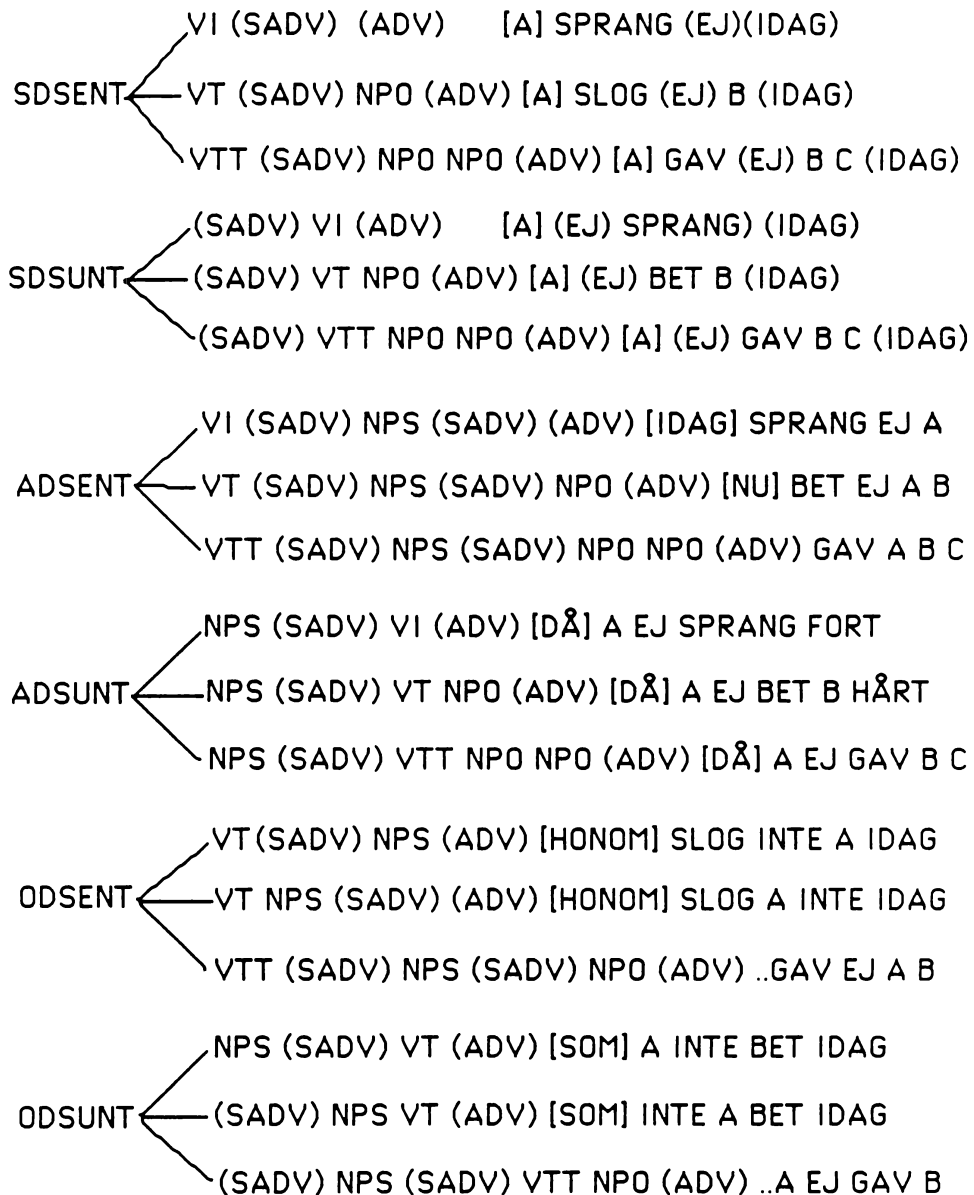 VI (SADV) (ADV) [A] SPRANG (EJ)(IDAG)
SDSENT VT (SADV) NPO (ADV) [A] SLOG (EJ) B (IDAG)
VTT (SADV) NPO NPO (ADV) [A] GAV (EJ) B C (IDAG)
(SADV) VI (ADV) [A] (EJ) SPRANG) (IDAG)
SDSUNT (SADV) VT NPO (ADV) [A] (EJ) BET B (IDAG)
(SADV) VTT NPO NPO (ADV) [A] (EJ) GAV B C (IDAG)
VI (SADV) NPS (SADV) (ADV) [IDAG] SPRANG EJ A
ADSENT VT (SADV) NPS (SADV) NPO (ADV) [NU] BET EJ A B
VTT (SADV) NPS (SADV) NPO NPO (ADV) GAV A B C
NPS (SADV) VI (ADV) [DÅ] A EJ SPRANG FORT
ADSUNT NPS (SADV) VT NPO (ADV) [DÅ] A EJ BET B HÅRT
NPS (SADV) VTT NPO NPO (ADV) [DÅ] A EJ GAV B C
VT(SADV) NPS (ADV) [HONOM] SLOG INTE A IDAG
ODSENT VT NPS (SADV) (ADV) [HONOM] SLOG A INTE IDAG
VTT (SADV) NPS (SADV) NPO (ADV) ..GAV EJ A B
NPS (SADV) VT (ADV) [SOM] A INTE BET IDAG
ODSUNT (SADV) NPS VT (ADV) [SOM] INTE A BET IDAG
(SADV) NPS (SADV) VTT NPO (ADV) ..A EJ GAV B